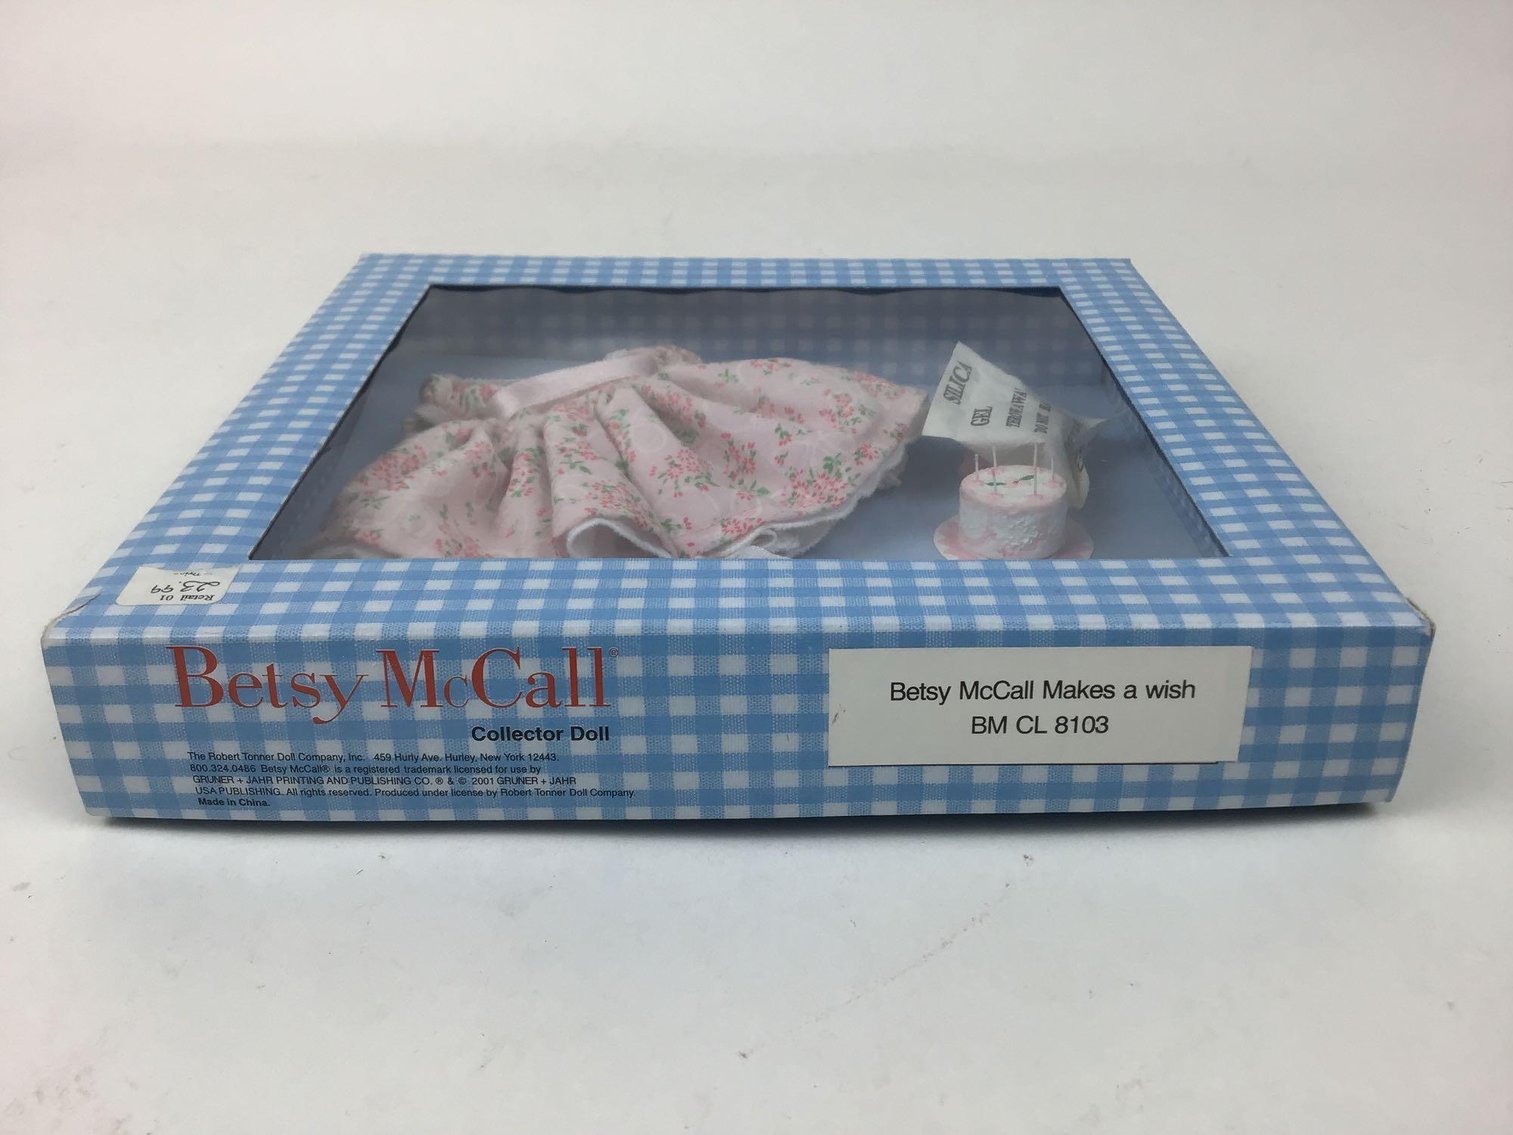 SILICA
GEL
THROWAWAY
DO NOT
Retail 01
23.99
Betsy McCall®
Collector Doll
The Robert Tonner Doll Company, Inc. 459 Hurly Ave. Hurley, New York 12443.
800.324.0486 Betsy McCall® is a registered trademark licensed for use by
GRUNER + JAHR PRINTING AND PUBLISHING CO. ® & © 2001 GRUNER + JAHR
USA PUBLISHING. All rights reserved. Produced under license by Robert Tonner Doll Company
Made in China.
Betsy McCall Makes a wish
BM CL 8103